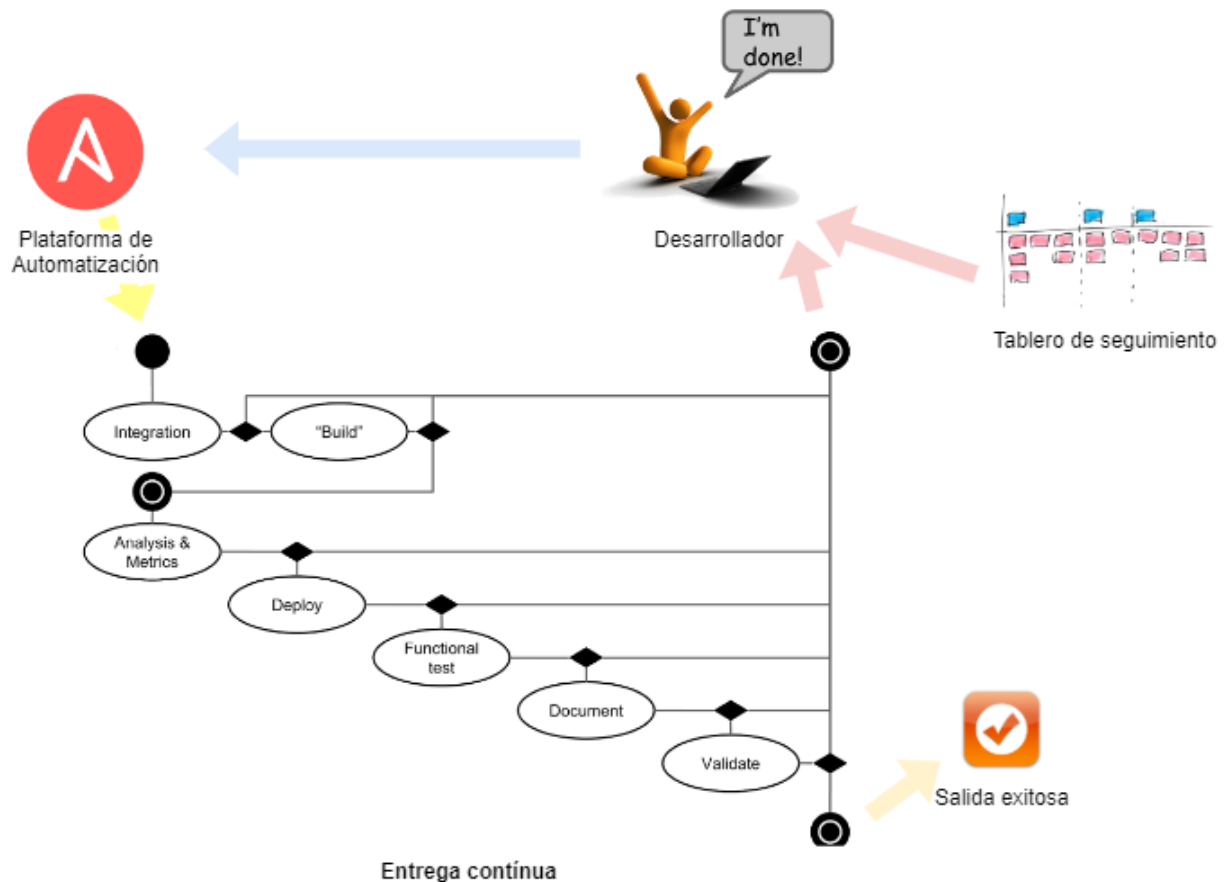 I'm
done!
Plataforma de
Automatización
Desarrollador
Tablero de seguimiento
Integration
"Build"
Analysis &
Metrics
Deploy
Functional
test
Document
Validate
Salida exitosa
Entrega contínua